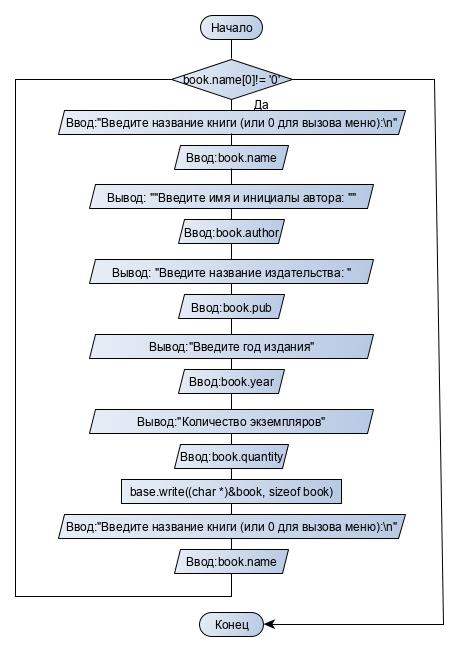 Начало
book.name[0]!= '0'
Да
Ввод:"Введите название книги (или 0 для вызова меню):\n"
Ввод:book.name
Вывод: ""Введите имя и инициалы автора: ""
Ввод:book.author
Вывод: "Введите название издательства: "
Ввод:book.pub
Вывод:"Введите год издания"
Ввод:book.year
Вывод:"Количество экземпляров"
Ввод:book.quantity
base.write((char *)&book, sizeof book)
Ввод:"Введите название книги (или 0 для вызова меню):\n"
Ввод:book.name
Конец